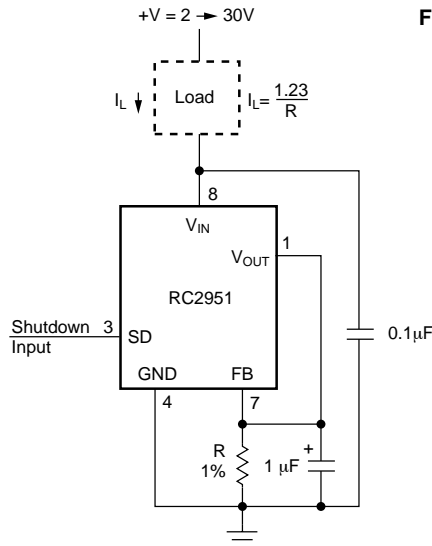 +V = 2 → 30V
F
I_L
Load
I_L = 1.23/R
8
V_IN
1
V_OUT
RC2951
Shutdown
Input
3
SD
0.1µF
GND
FB
4
7
R
1%
1 µF
+